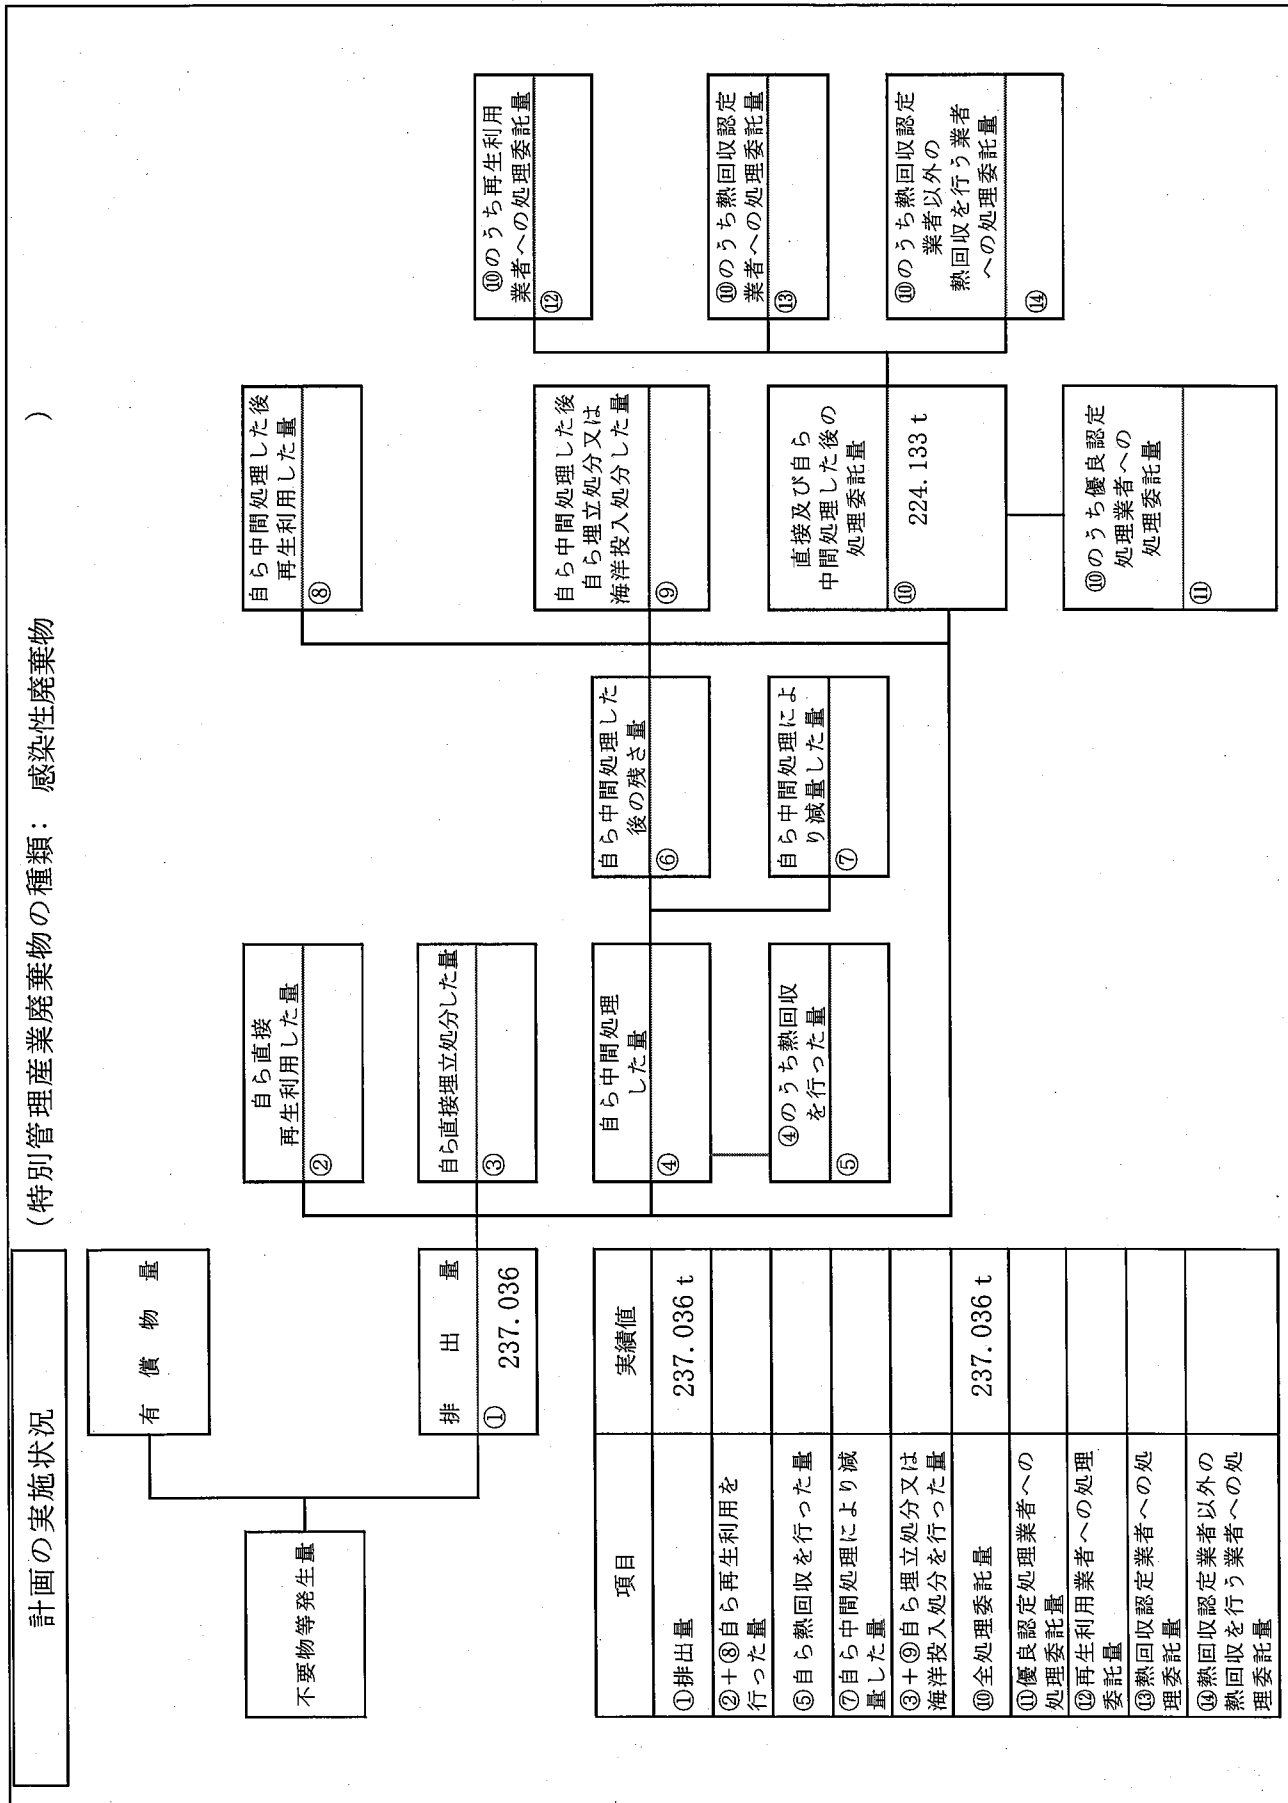 計画の実施状況
(特別管理産業廃棄物の種類： 感染性廃棄物 )
不要物等発生量
有 償 物 量
排 出 量
① 237.036
自ら直接
再生利用した量
②
自ら直接埋立処分した量
③
自ら中間処理
した量
④
④のうち熱回収
を行った量
⑤
自ら中間処理した
後の残さ量
⑥
自ら中間処理によ
り減量した量
⑦
自ら中間処理した後
再生利用した量
⑧
自ら中間処理した後
自ら埋立処分又は
海洋投入処分した量
⑨
直接及び自ら
中間処理した後の
処理委託量
⑩ 224.133 t
⑩のうち優良認定
処理業者への
処理委託量
⑪
⑩のうち再生利用
業者への処理委託量
⑫
⑩のうち熱回収認定
業者への処理委託量
⑬
⑩のうち熱回収認定
業者以外の
熱回収を行う業者
への処理委託量
⑭
項目 実績値
①排出量 237.036 t
②＋⑧自ら再生利用を
行った量
⑤自ら熱回収を行った量
⑦自ら中間処理により減
量した量
③＋⑨自ら埋立処分又は
海洋投入処分を行った量
⑩全処理委託量 237.036 t
⑪優良認定処理業者への
処理委託量
⑫再生利用業者への処理
委託量
⑬熱回収認定業者への処
理委託量
⑭熱回収認定業者以外の
熱回収を行う業者への処
理委託量